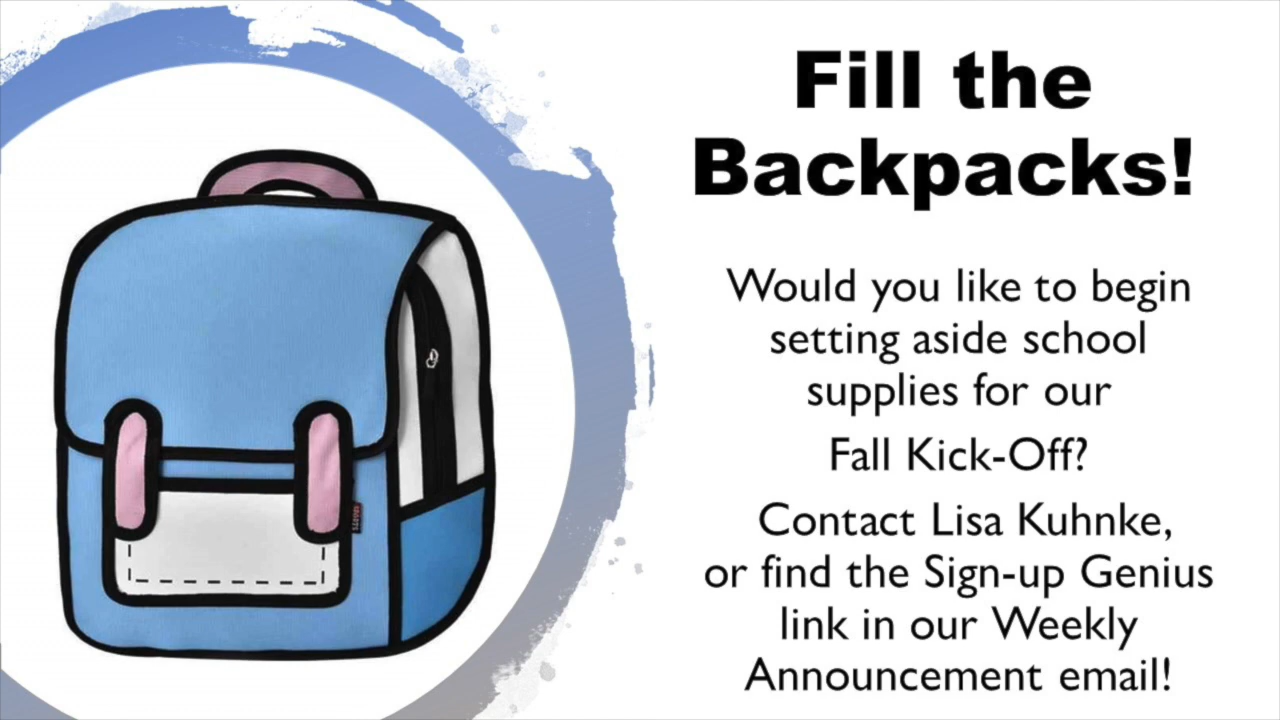 Fill the
Backpacks!
Would you like to begin
setting aside school
supplies for our
Fall Kick-Off?
Contact Lisa Kuhnke,
or find the Sign-up Genius
link in our Weekly
Announcement email!